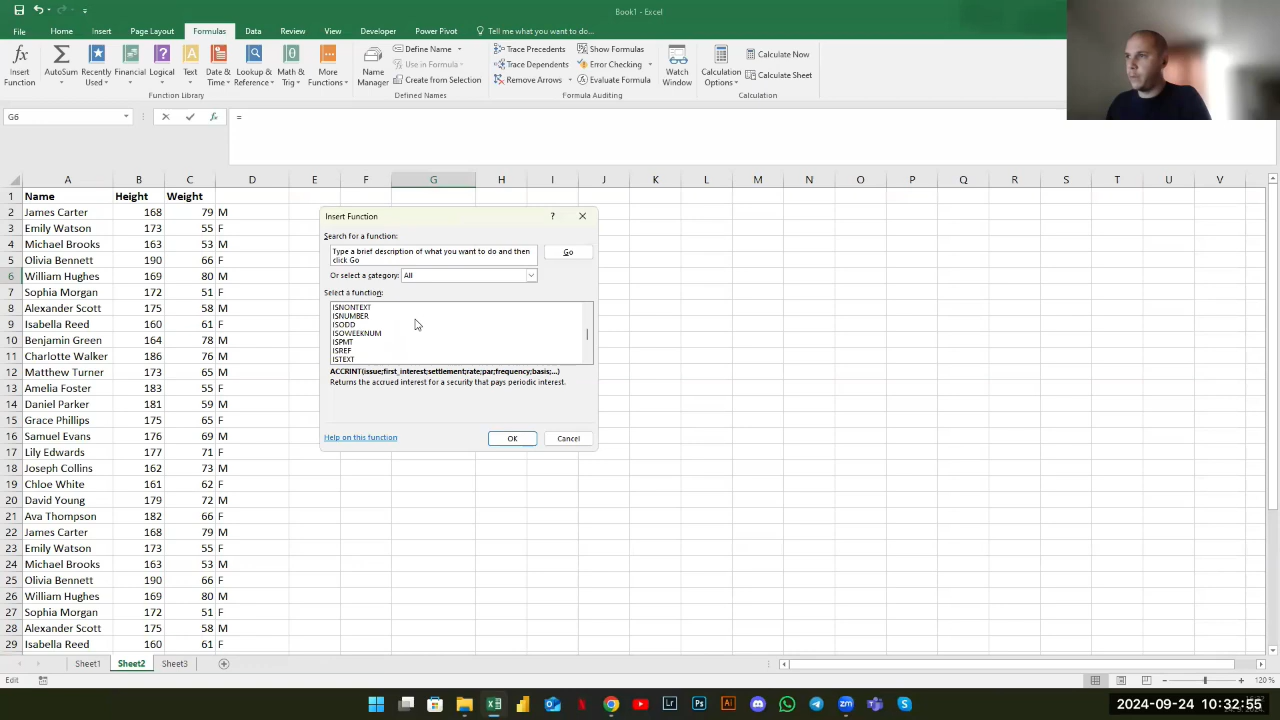 Book1 - Excel
File Home Insert Page Layout Formulas Data Review View Developer Power Pivot Tell me what you want to do...
Insert Function
AutoSum
Recently Used
Financial
Logical
Text
Date & Time
Lookup & Reference
Math & Trig
More Functions
Function Library
Name Manager
Define Name
Use in Formula
Create from Selection
Defined Names
Trace Precedents
Trace Dependents
Remove Arrows
Show Formulas
Error Checking
Evaluate Formula
Formula Auditing
Watch Window
Calculation Options
Calculate Now
Calculate Sheet
Calculation
G6 fx =
A B C D E F G H I J K L M N O P Q R S T U V
1 Name Height Weight
2 James Carter 168 79 M
3 Emily Watson 173 55 F
4 Michael Brooks 163 53 M
5 Olivia Bennett 190 66 F
6 William Hughes 169 80 M
7 Sophia Morgan 172 51 F
8 Alexander Scott 175 58 M
9 Isabella Reed 160 61 F
10 Benjamin Green 164 78 M
11 Charlotte Walker 186 76 M
12 Matthew Turner 173 65 M
13 Amelia Foster 183 55 F
14 Daniel Parker 181 59 M
15 Grace Phillips 175 65 F
16 Samuel Evans 176 69 M
17 Lily Edwards 177 71 F
18 Joseph Collins 162 73 M
19 Chloe White 161 62 F
20 David Young 179 72 M
21 Ava Thompson 182 66 F
22 James Carter 168 79 M
23 Emily Watson 173 55 F
24 Michael Brooks 163 53 M
25 Olivia Bennett 190 66 F
26 William Hughes 169 80 M
27 Sophia Morgan 172 51 F
28 Alexander Scott 175 58 M
29 Isabella Reed 160 61 F
Insert Function ?
Search for a function:
Type a brief description of what you want to do and then
click Go
Go
Or select a category: All
Select a function:
ISNONTEXT
ISNUMBER
ISODD
ISOWEEKNUM
ISPMT
ISREF
ISTEXT
ACCRINT(issue;first_interest;settlement;rate;par;frequency;basis;...)
Returns the accrued interest for a security that pays periodic interest.
Help on this function
OK Cancel
Sheet1 Sheet2 Sheet3
Edit
120 %
2024-09-24 10:32:55